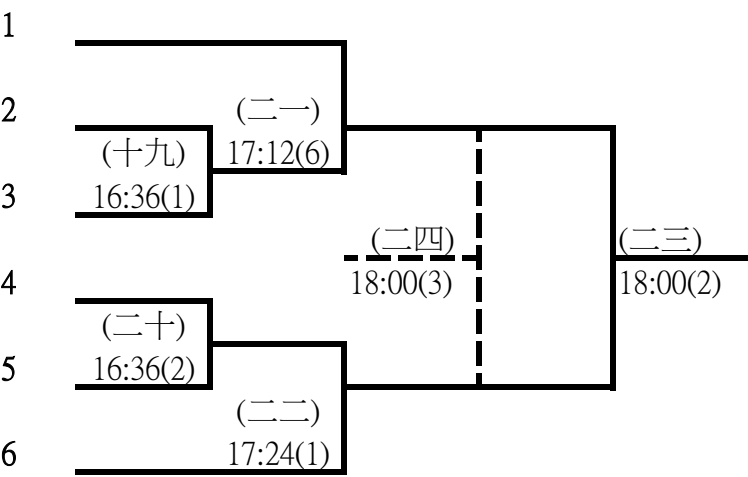 1
(二一)
2
17:12(6)
(十九)
16:36(1)
3
(二四)
18:00(3)
(二三)
18:00(2)
4
(二十)
16:36(2)
5
(二二)
17:24(1)
6